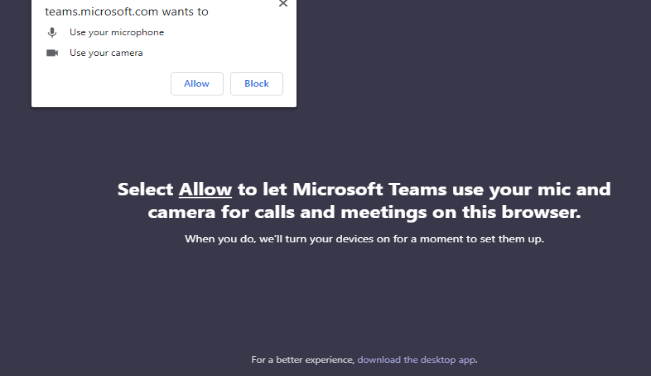 teams.microsoft.com wants to
Use your microphone
Use your camera
Allow Block
Select Allow to let Microsoft Teams use your mic and
camera for calls and meetings on this browser.
When you do, we'll turn your devices on for a moment to set them up.
For a better experience, download the desktop app.